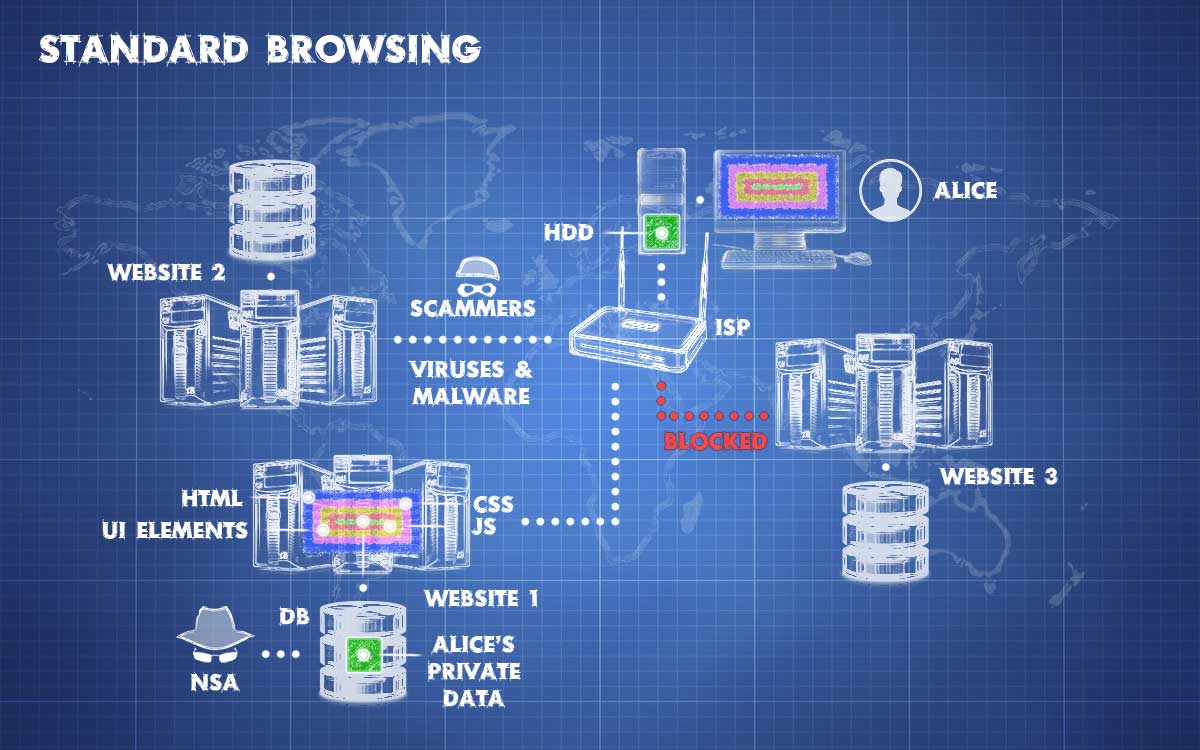 STANDARD BROWSING
ALICE
HDD
WEBSITE 2
SCAMMERS
ISP
VIRUSES &
MALWARE
BLOCKED
WEBSITE 3
HTML
CSS
UI ELEMENTS
JS
WEBSITE 1
DB
ALICE'S
PRIVATE
DATA
NSA